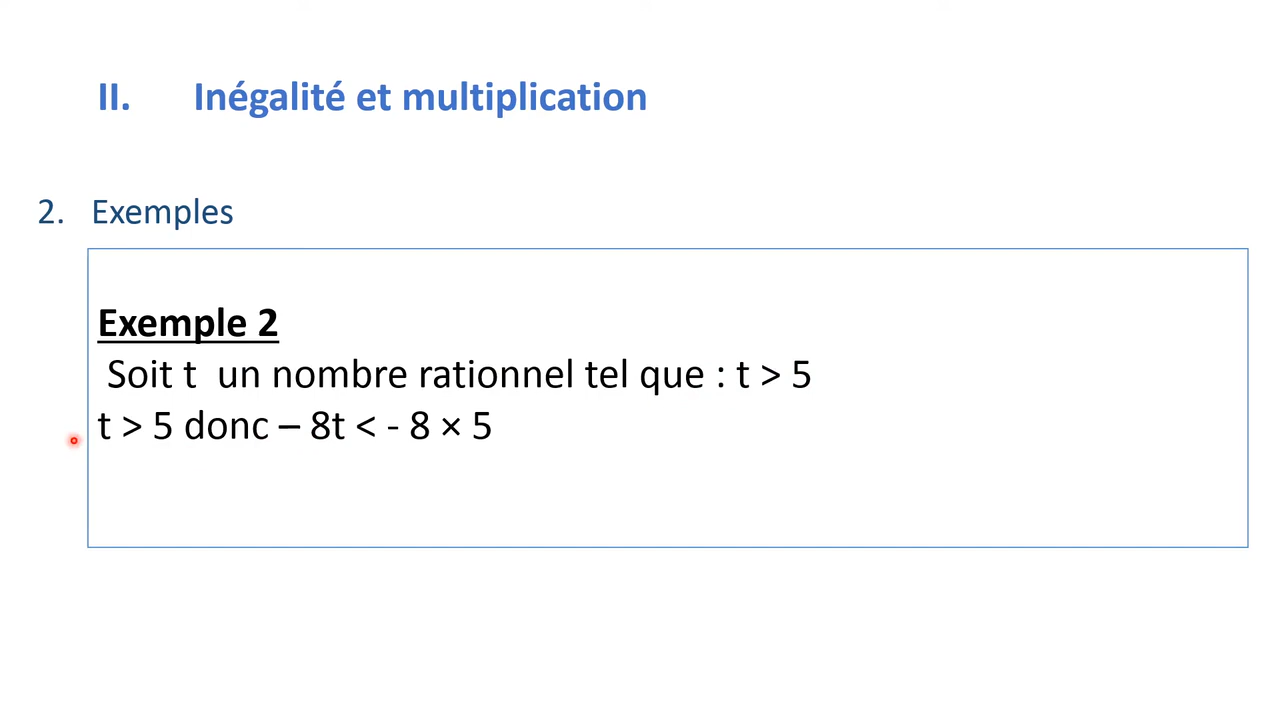 II. Inégalité et multiplication
2. Exemples
Exemple 2
Soit t un nombre rationnel tel que : t > 5
t > 5 donc – 8t < - 8 × 5